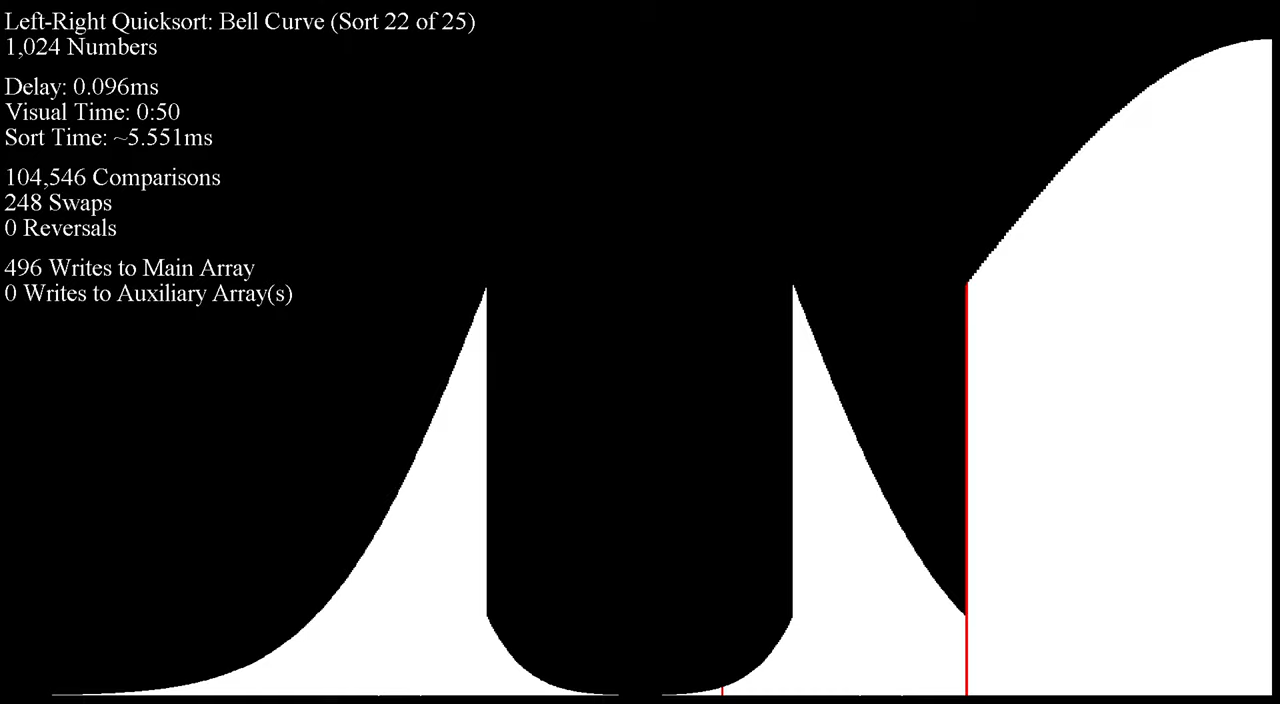 Left-Right Quicksort: Bell Curve (Sort 22 of 25)
1,024 Numbers
Delay: 0.096ms
Visual Time: 0:50
Sort Time: ~5.551ms
104,546 Comparisons
248 Swaps
0 Reversals
496 Writes to Main Array
0 Writes to Auxiliary Array(s)